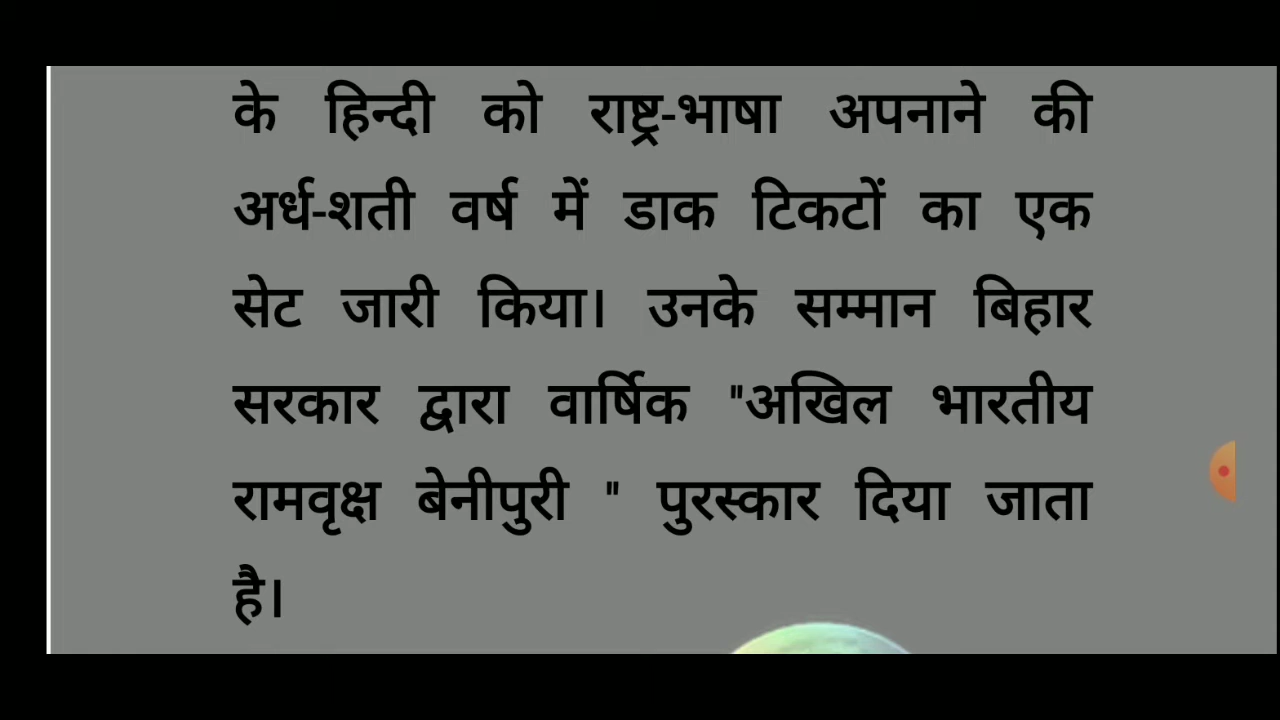 के हिन्दी को राष्ट्र-भाषा अपनाने की
अर्ध-शती वर्ष में डाक टिकटों का एक
सेट जारी किया। उनके सम्मान बिहार
सरकार द्वारा वार्षिक "अखिल भारतीय
रामवृक्ष बेनीपुरी " पुरस्कार दिया जाता
है।